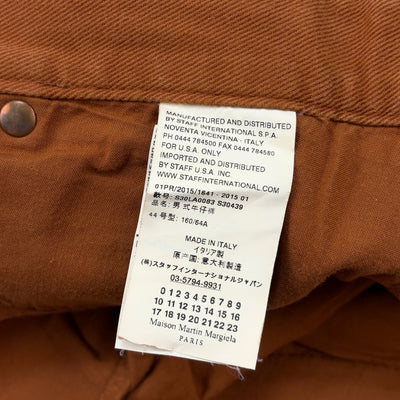 MANUFACTURED AND DISTRIBUTED
BY STAFF INTERNATIONAL S.P.A.
NOVENTA VICENTINA - ITALY
PH 0444 784500 FAX 0444 784580
FOR U.S.A. ONLY
IMPORTED AND DISTRIBUTED
BY STAFF U.S.A. INC
WWW.STAFFINTERNATIONAL.COM
01PR/2015/1641 - 2015 01
款号: S30LA0083 S30439
品名: 男式牛仔裤
44 号型: 160/64A
MADE IN ITALY
イタリア製
原产国: 意大利製造
(株)スタッフインターナショナルジャパン
03-5794-9931
0 1 2 3 4 5 6 7 8 9
10 11 12 13 14 15 16
17 18 19 20 21 22 23
Maison Martin Margiela
PARIS